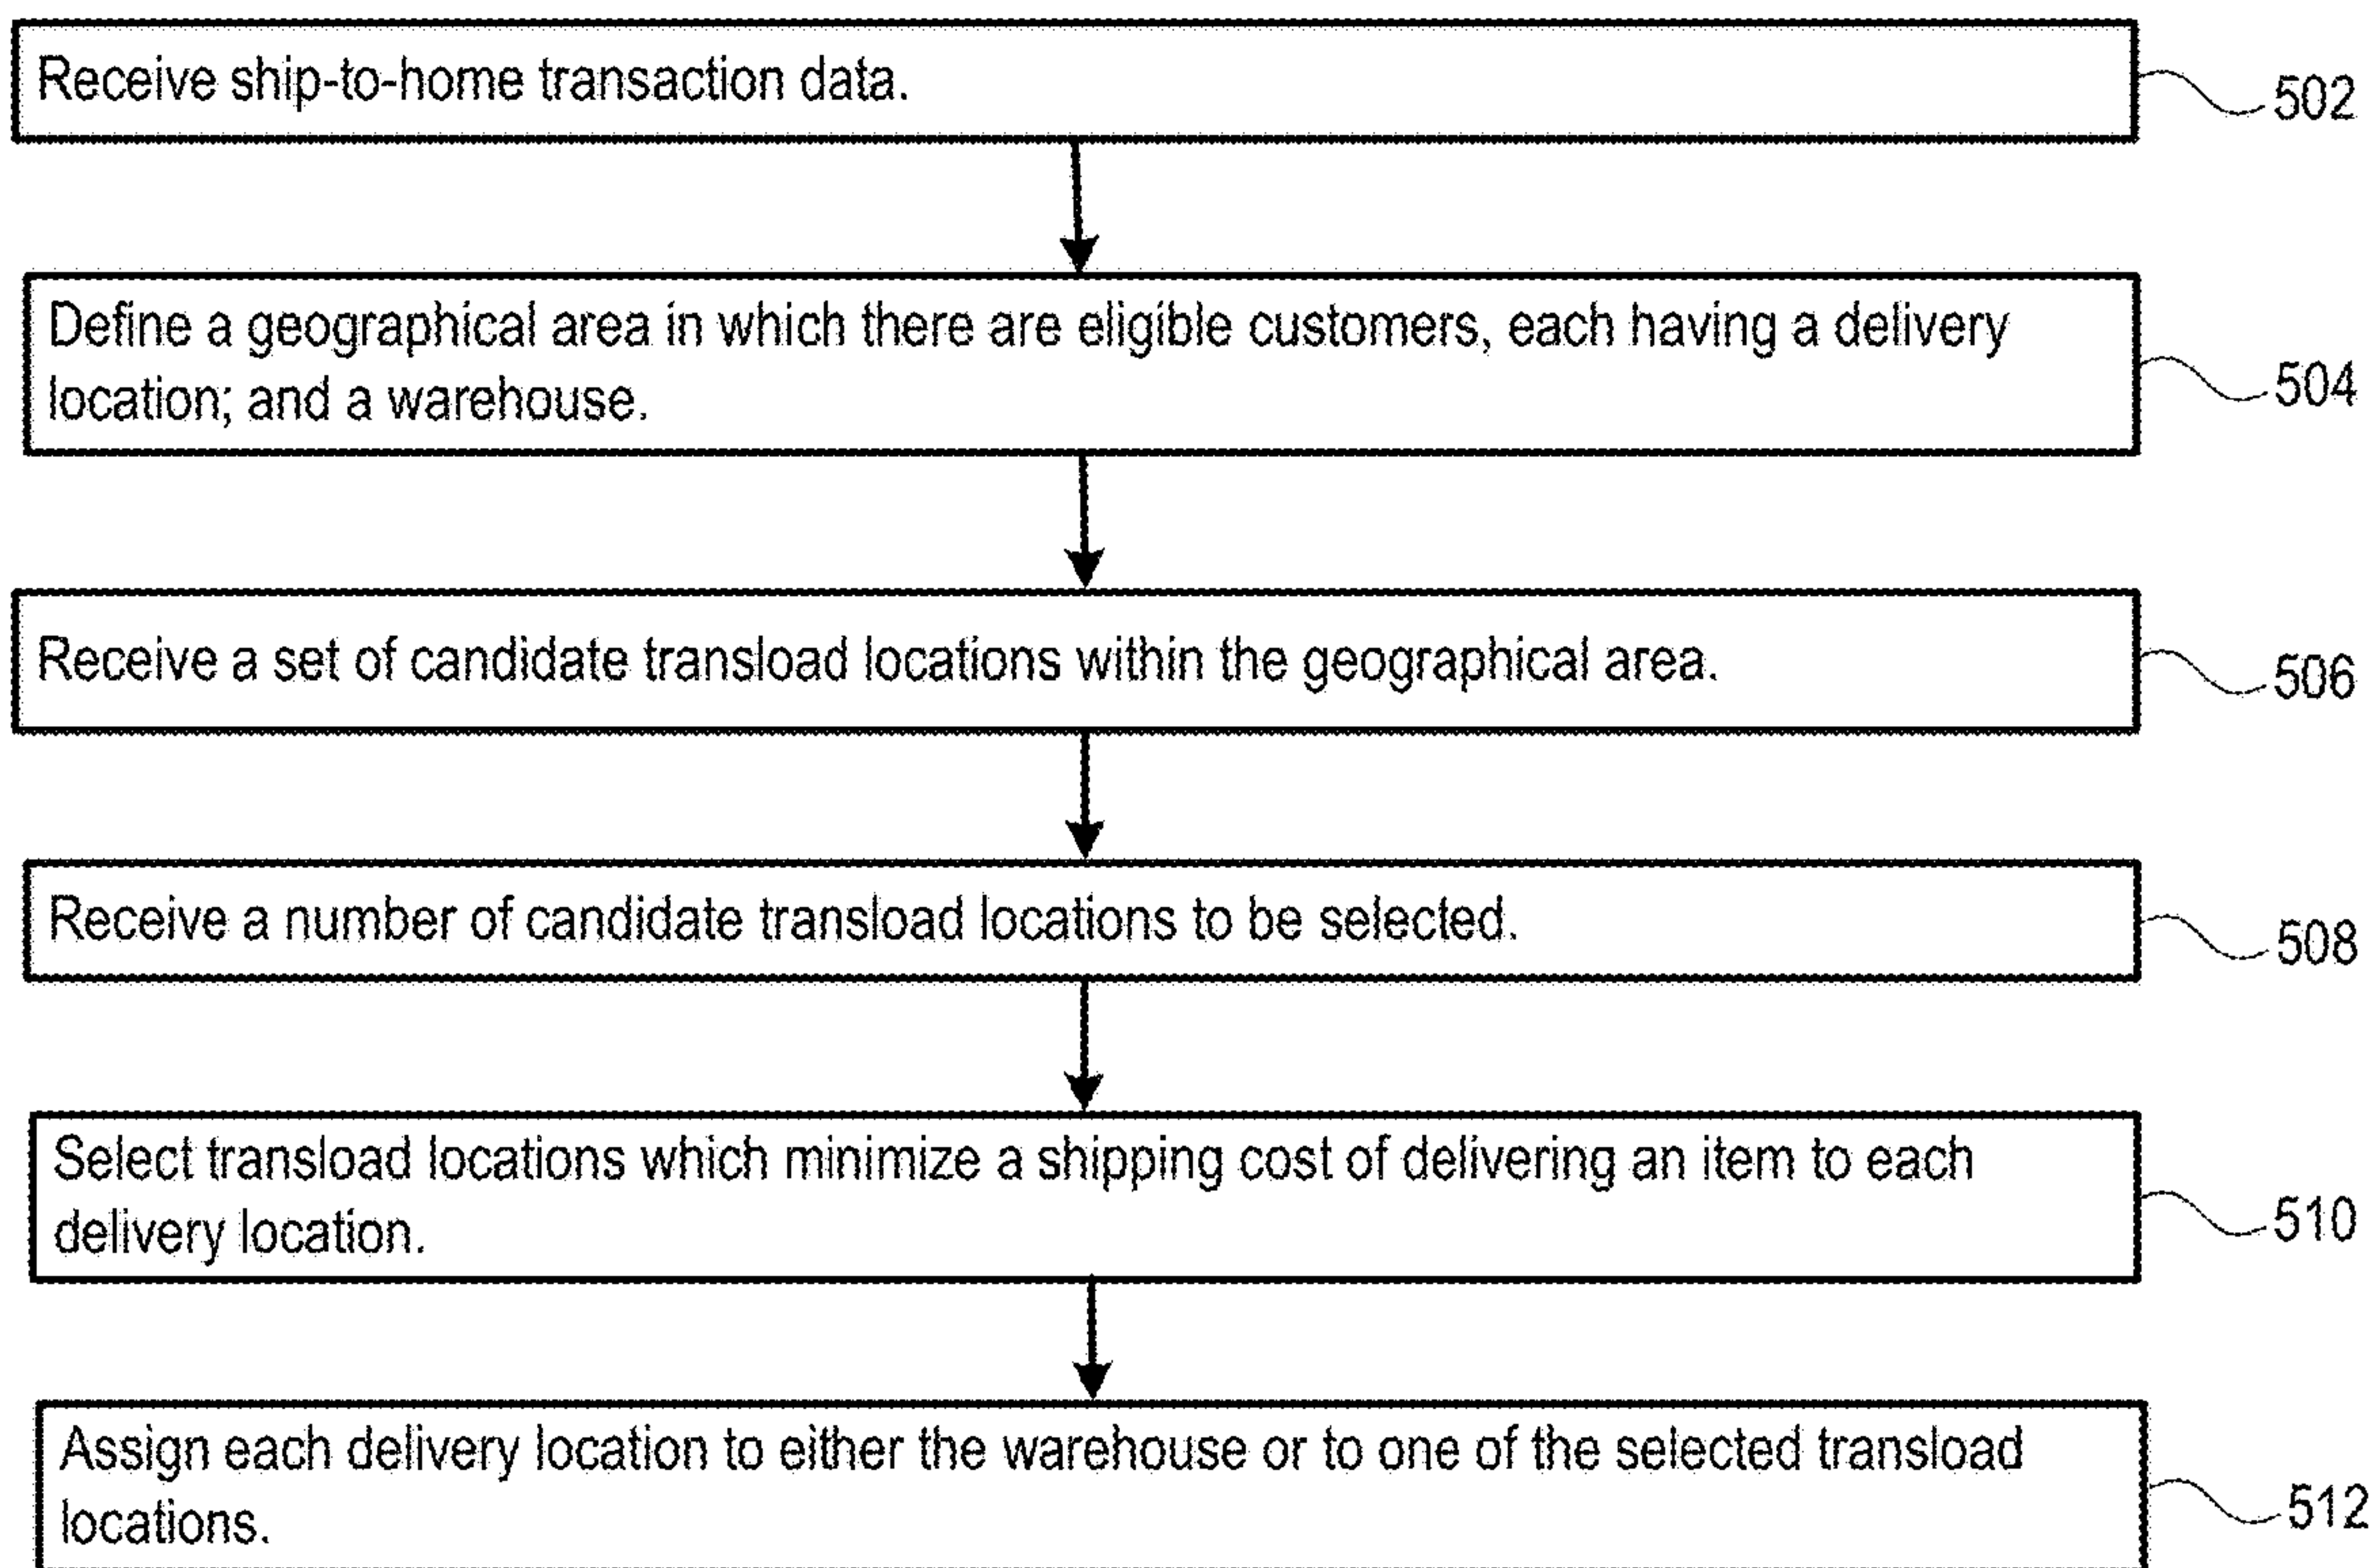 Receive ship-to-home transaction data.
502
Define a geographical area in which there are eligible customers, each having a delivery
location; and a warehouse.
504
Receive a set of candidate transload locations within the geographical area.
506
Receive a number of candidate transload locations to be selected.
508
Select transload locations which minimize a shipping cost of delivering an item to each
delivery location.
510
Assign each delivery location to either the warehouse or to one of the selected transload
locations.
512